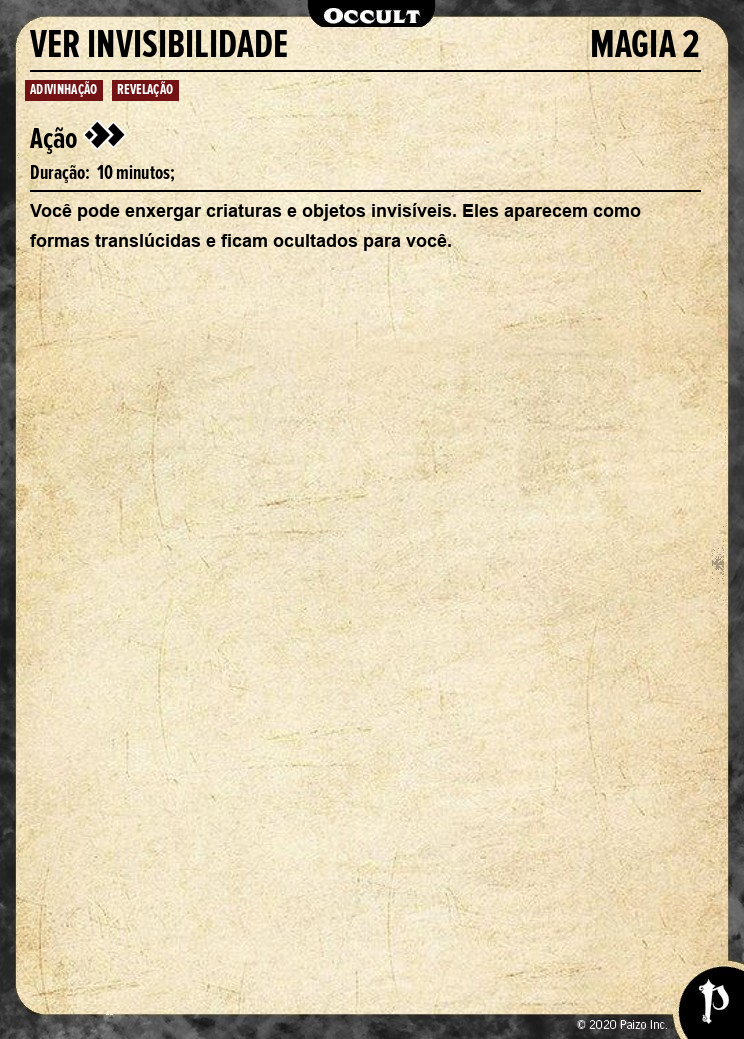 Occult
VER INVISIBILIDADE MAGIA 2
ADIVINHAÇÃO REVELAÇÃO
Ação
Duração: 10 minutos;
Você pode enxergar criaturas e objetos invisíveis. Eles aparecem como
formas translúcidas e ficam ocultados para você.
© 2020 Paizo Inc.
P